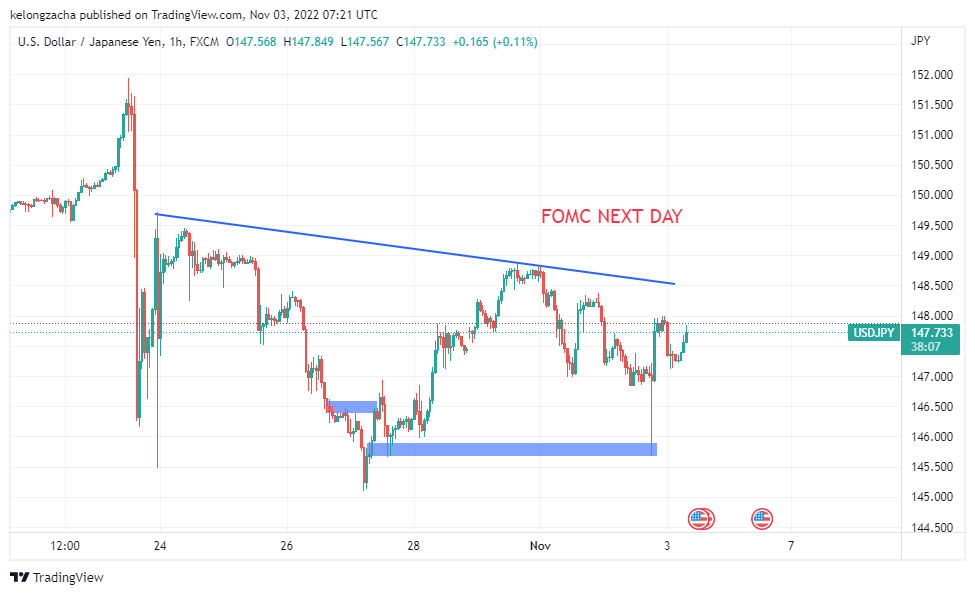 kelongzacha published on TradingView.com, Nov 03, 2022 07:21 UTC
U.S. Dollar / Japanese Yen, 1h, FXCM O147.568 H147.849 L147.567 C147.733 +0.165 (+0.11%)
JPY
152.000
151.500
151.000
150.500
150.000
149.500
149.000
148.500
148.000
USDJPY 147.733
38:07
147.000
146.500
146.000
145.500
145.000
144.500
FOMC NEXT DAY
12:00 24 26 28 Nov 3 7
TradingView